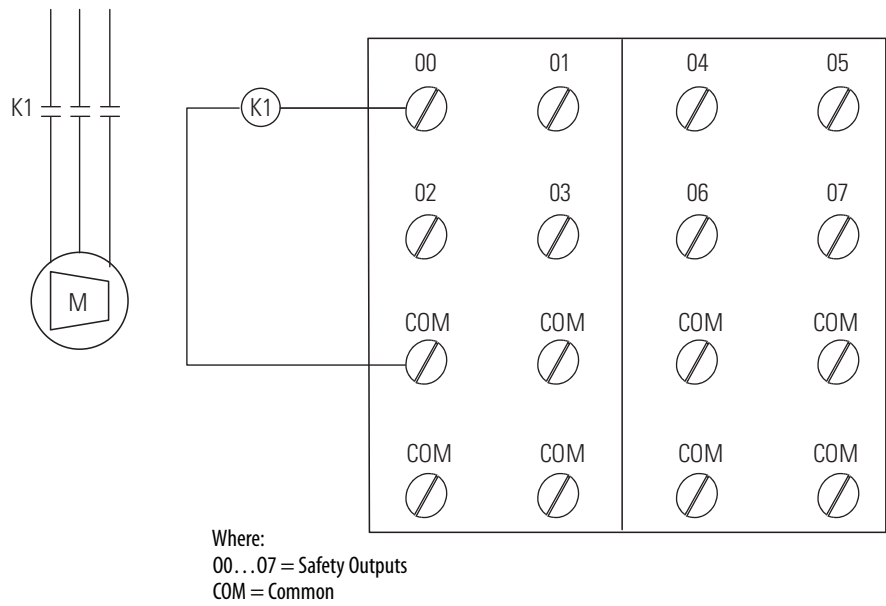 00 01 04 05
K1 K1
02 03 06 07
M
COM COM COM COM
COM COM COM COM
Where:
00...07 = Safety Outputs
COM = Common